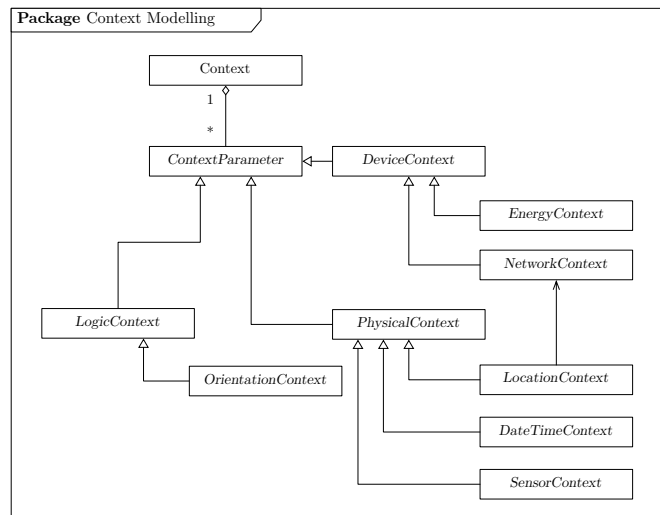 Package Context Modelling
Context
1
*
ContextParameter
DeviceContext
EnergyContext
NetworkContext
LogicContext
PhysicalContext
OrientationContext
LocationContext
DateTimeContext
SensorContext